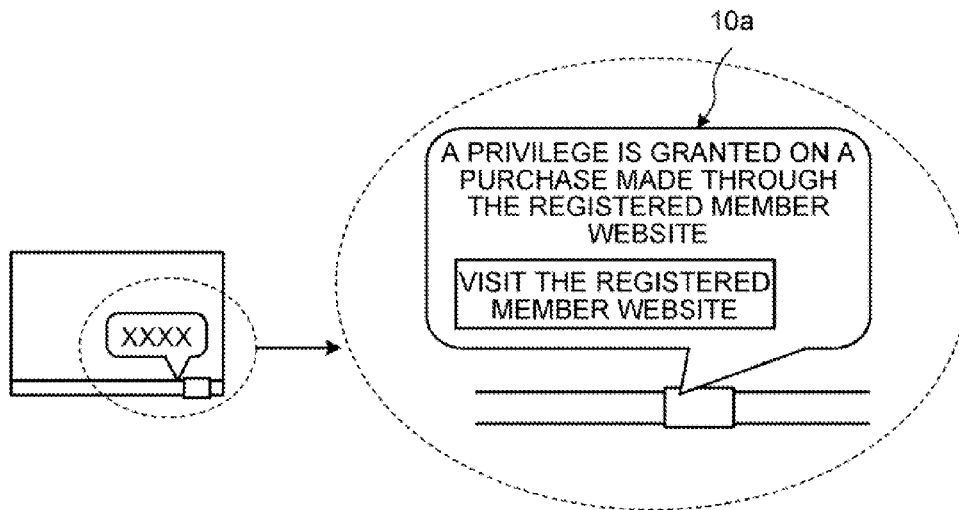 10a
A PRIVILEGE IS GRANTED ON A
PURCHASE MADE THROUGH
THE REGISTERED MEMBER
WEBSITE
VISIT THE REGISTERED
MEMBER WEBSITE
XXXX